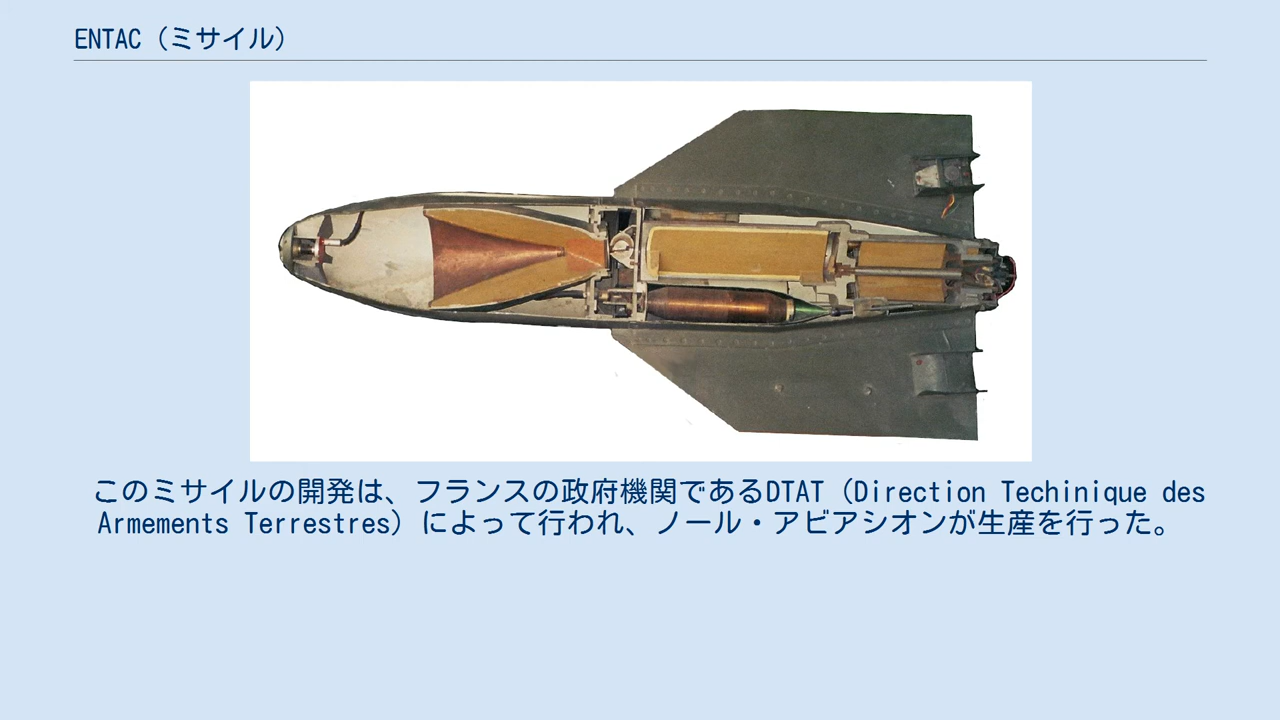 ENTAC（ミサイル）
このミサイルの開発は、フランスの政府機関であるDTAT（Direction Techinique des
Armements Terrestres）によって行われ、ノール・アビアシオンが生産を行った。